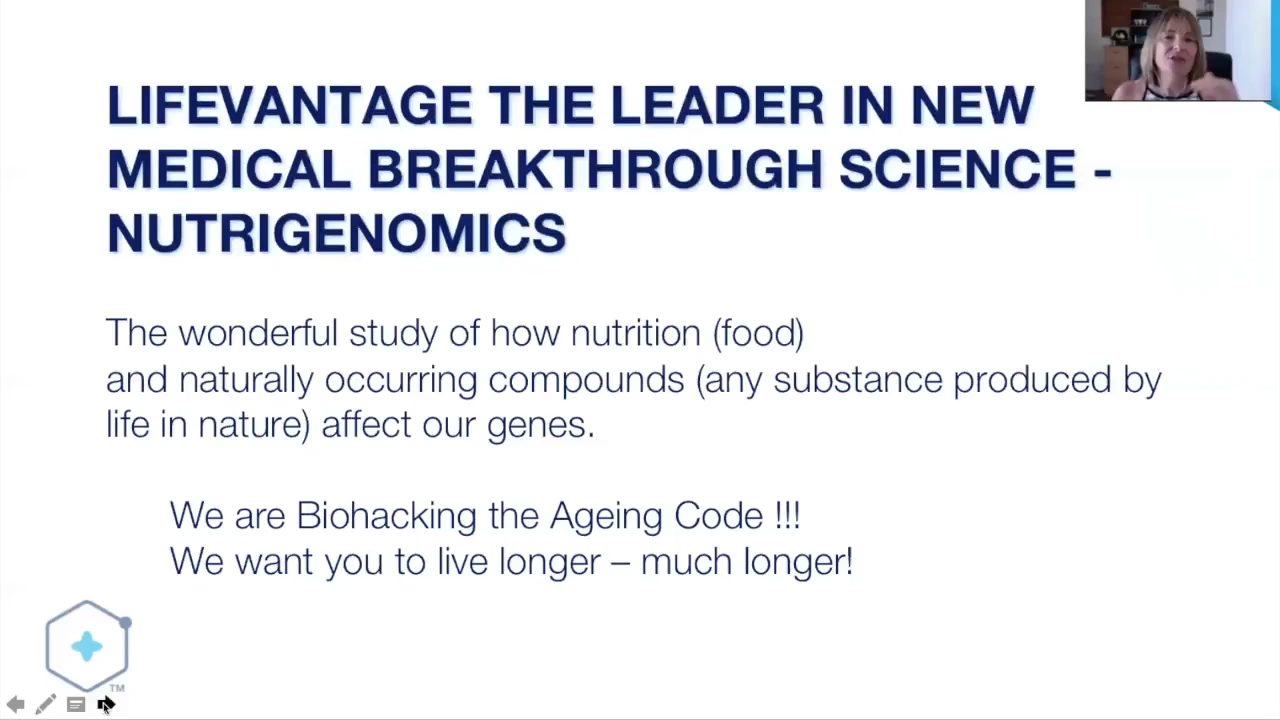 LIFEVANTAGE THE LEADER IN NEW
MEDICAL BREAKTHROUGH SCIENCE -
NUTRIGENOMICS
The wonderful study of how nutrition (food)
and naturally occurring compounds (any substance produced by
life in nature) affect our genes.
We are Biohacking the Ageing Code !!!
We want you to live longer – much longer!
TM